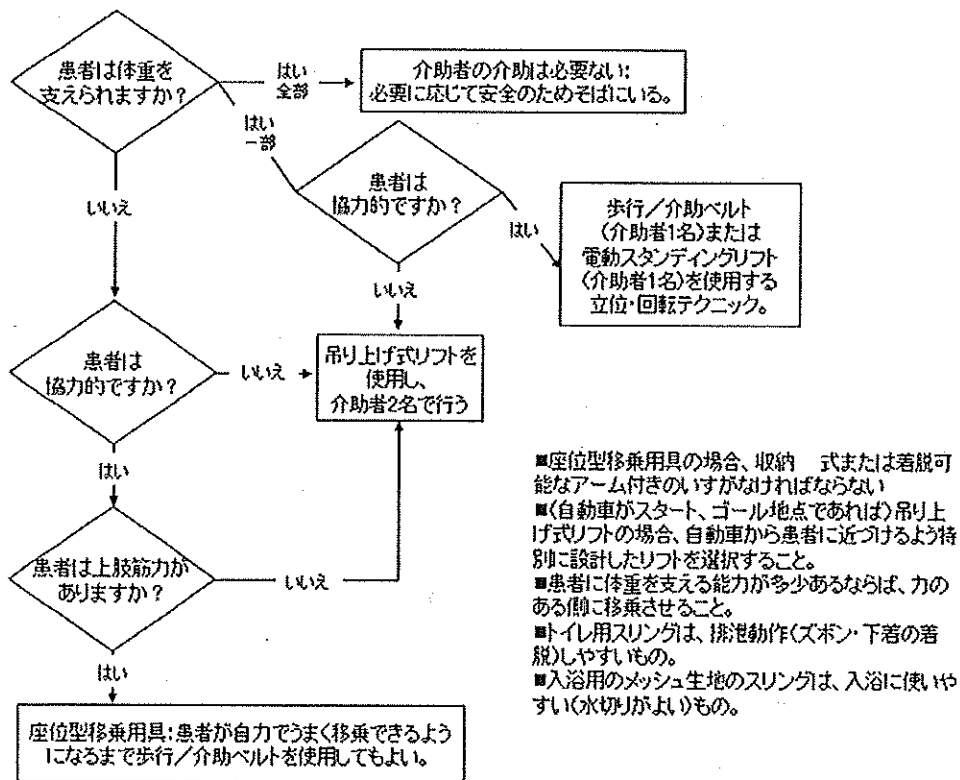 患者は体重を
支えられますか?
はい
全部
介助者の介助は必要ない:
必要に応じて安全のためそばにいる。
はい
一部
患者は
協力的ですか?
はい
歩行/介助ベルト
(介助者1名)または
電動スタンディングリフト
(介助者1名)を使用する
立位・回転テクニック。
いいえ
いいえ
患者は
協力的ですか?
いいえ
吊り上げ式リフトを
使用し、
介助者2名で行う
はい
患者は上肢筋力が
ありますか?
いいえ
はい
座位型移乗用具:患者が自力でうまく移乗できるよう
になるまで歩行/介助ベルトを使用してもよい。
■座位型移乗用具の場合、収納 式または着脱可
能なアーム付きのいすがなければならない
■(自動車がスタート、ゴール地点であれば)吊り上
げ式リフトの場合、自動車から患者に近づけるよう特
別に設計したリフトを選択すること。
■患者に体重を支える能力が多少あるならば、力の
ある側に移乗させること。
■トイレ用スリングは、排泄動作(ズボン・下着の着
脱)しやすいもの。
■入浴用のメッシュ生地のスリングは、入浴に使いや
すい(水切りがよい)もの。